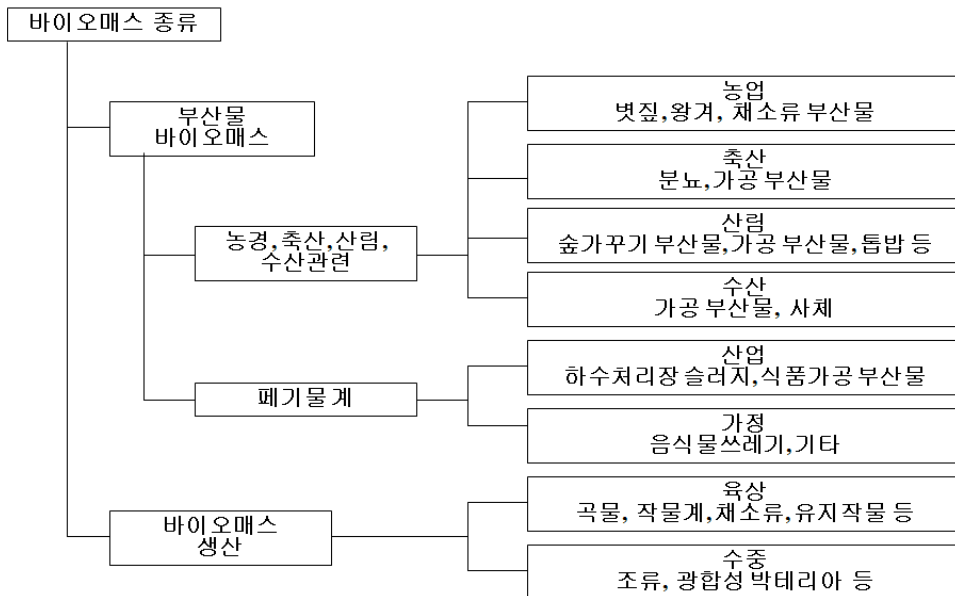 바이오매스 종류
부산물
바이오매스
농경,축산,산림,
수산관련
농업
볏짚,왕겨, 채소류 부산물
축산
분뇨,가공 부산물
산림
숲가꾸기 부산물,가공 부산물,톱밥 등
수산
가공 부산물, 사체
폐기물계
산업
하수처리장 슬러지,식품가공 부산물
가정
음식물쓰레기,기타
바이오매스
생산
육상
곡물, 작물계,채소류,유지작물 등
수중
조류, 광합성 박테리아 등